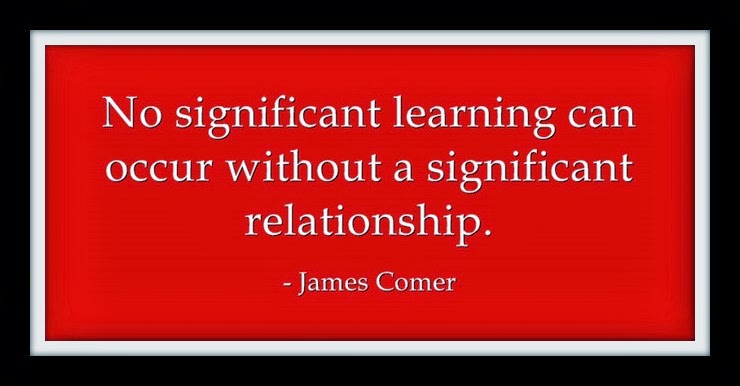 No significant learning can
occur without a significant
relationship.
- James Comer